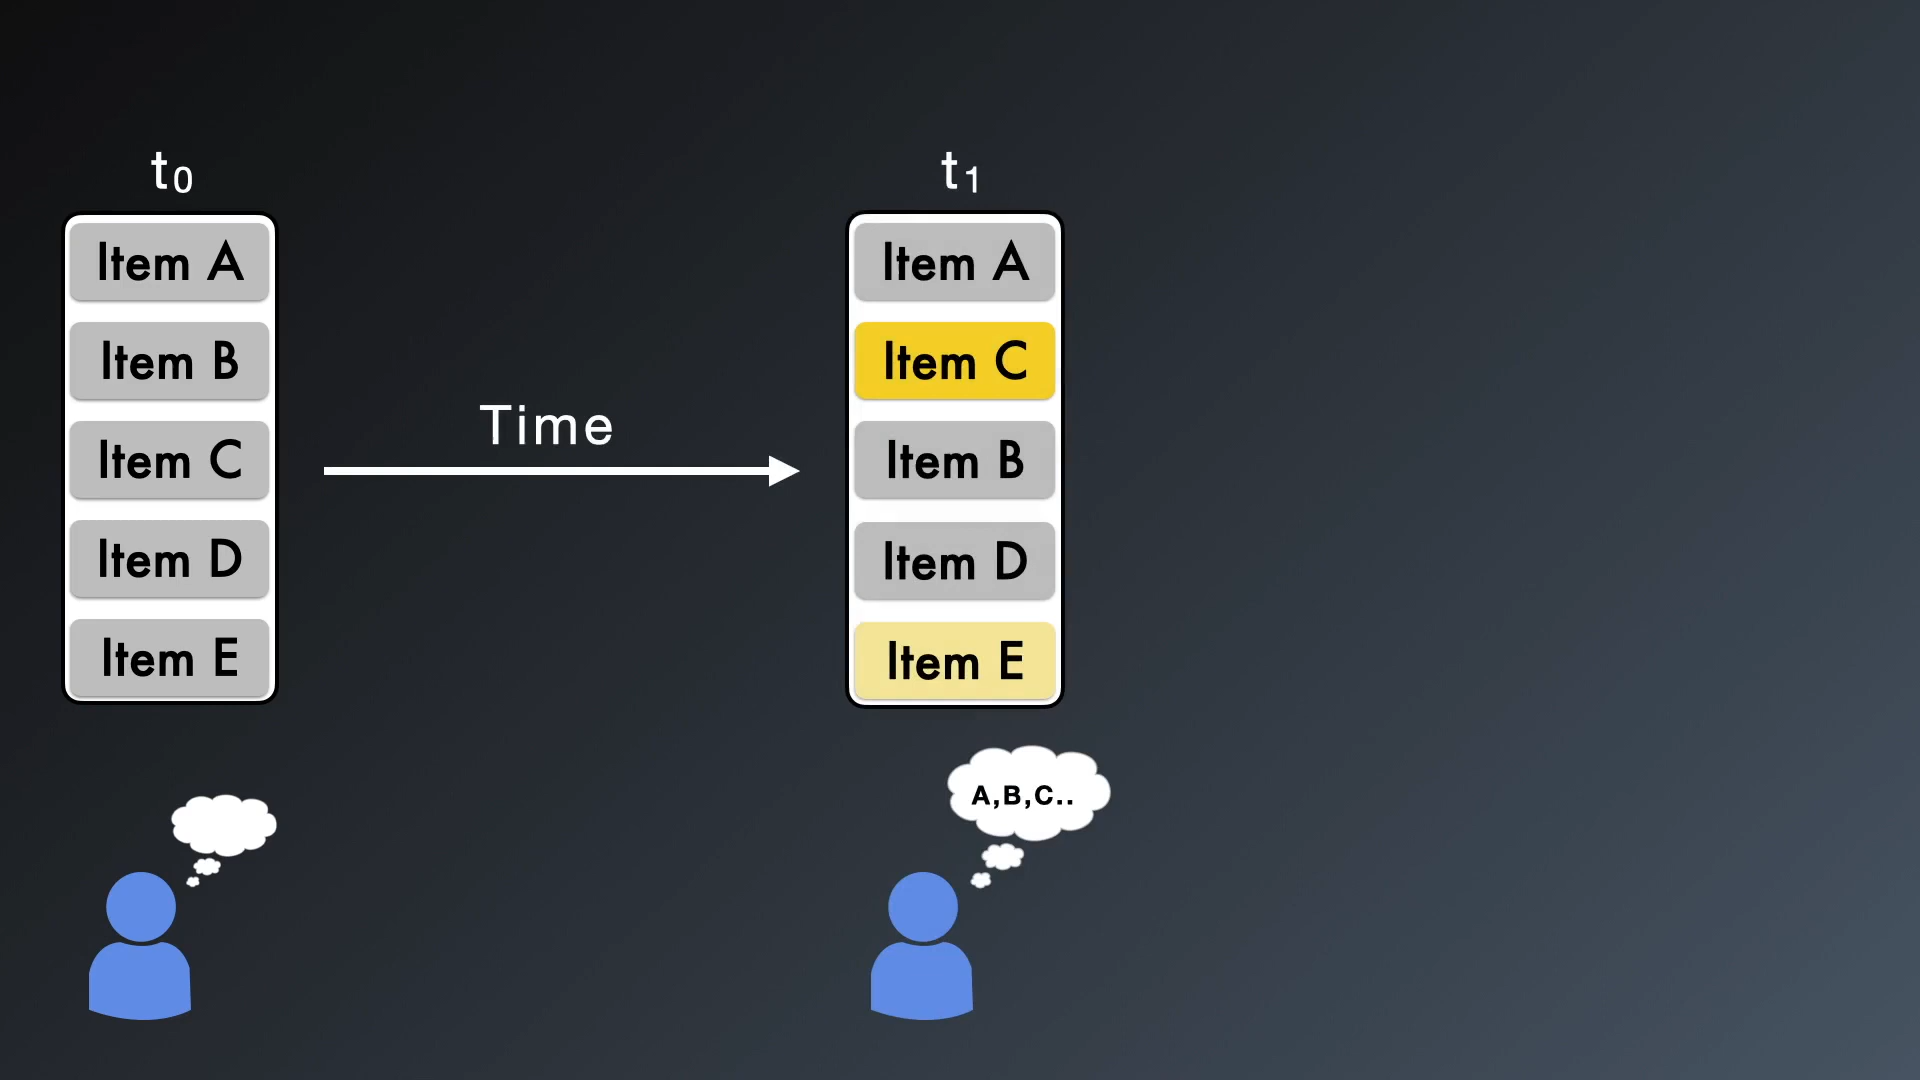 t₀
Item A
Item B
Item C
Item D
Item E
Time
t₁
Item A
Item C
Item B
Item D
Item E
A,B,C..